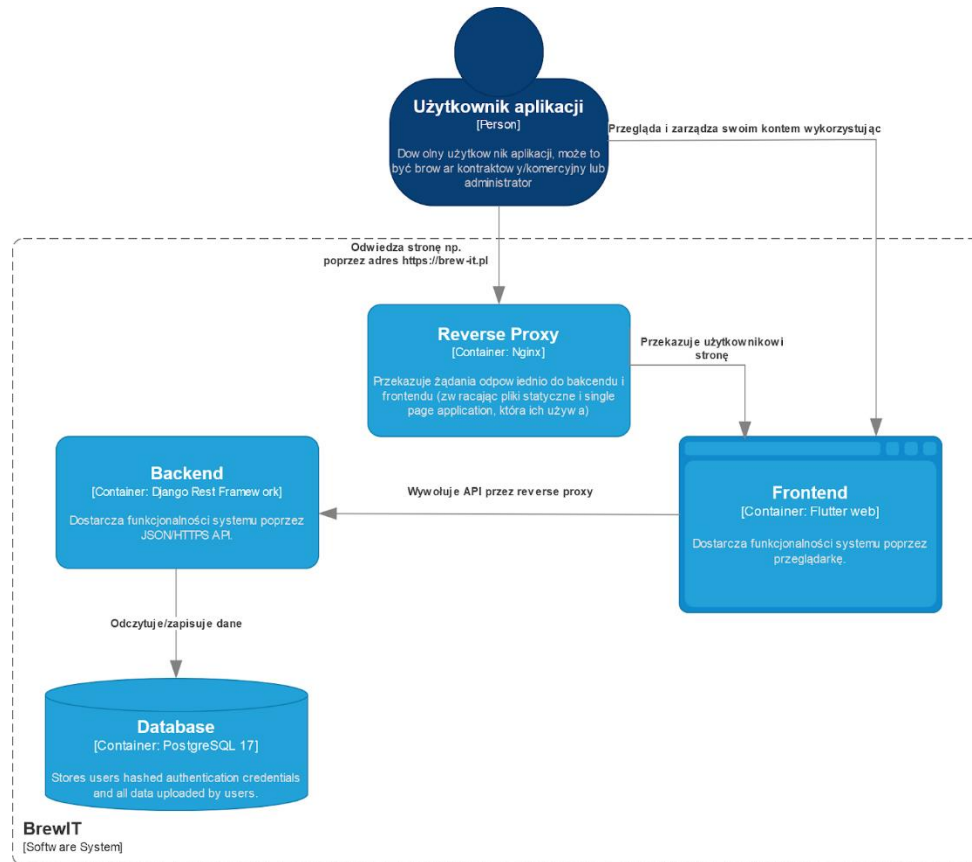 Użytkownik aplikacji
[Person]
Dow olny użytkow nik aplikacji, może to
być brow ar kontraktow y/komercyjny lub
administrator
Przegląda i zarządza swoim kontem wykorzystując
Odwiedza stronę np.
poprzez adres https://brew-it.pl
Reverse Proxy
[Container: Nginx]
Przekazuje żądania odpow iednio do bakcendu i
frontendu (zw racając pliki statyczne i single
page application, która ich używ a)
Przekazuje użytkownikowi
stronę
Backend
[Container: Django Rest Framew ork]
Dostarcza funkcjonalności systemu poprzez
JSON/HTTPS API.
Wywołuje API przez reverse proxy
Frontend
[Container: Flutter web]
Dostarcza funkcjonalności systemu poprzez
przeglądarkę.
Odczytuje/zapisuje dane
Database
[Container: PostgreSQL 17]
Stores users hashed authentication credentials
and all data uploaded by users.
BrewIT
[Softw are System]